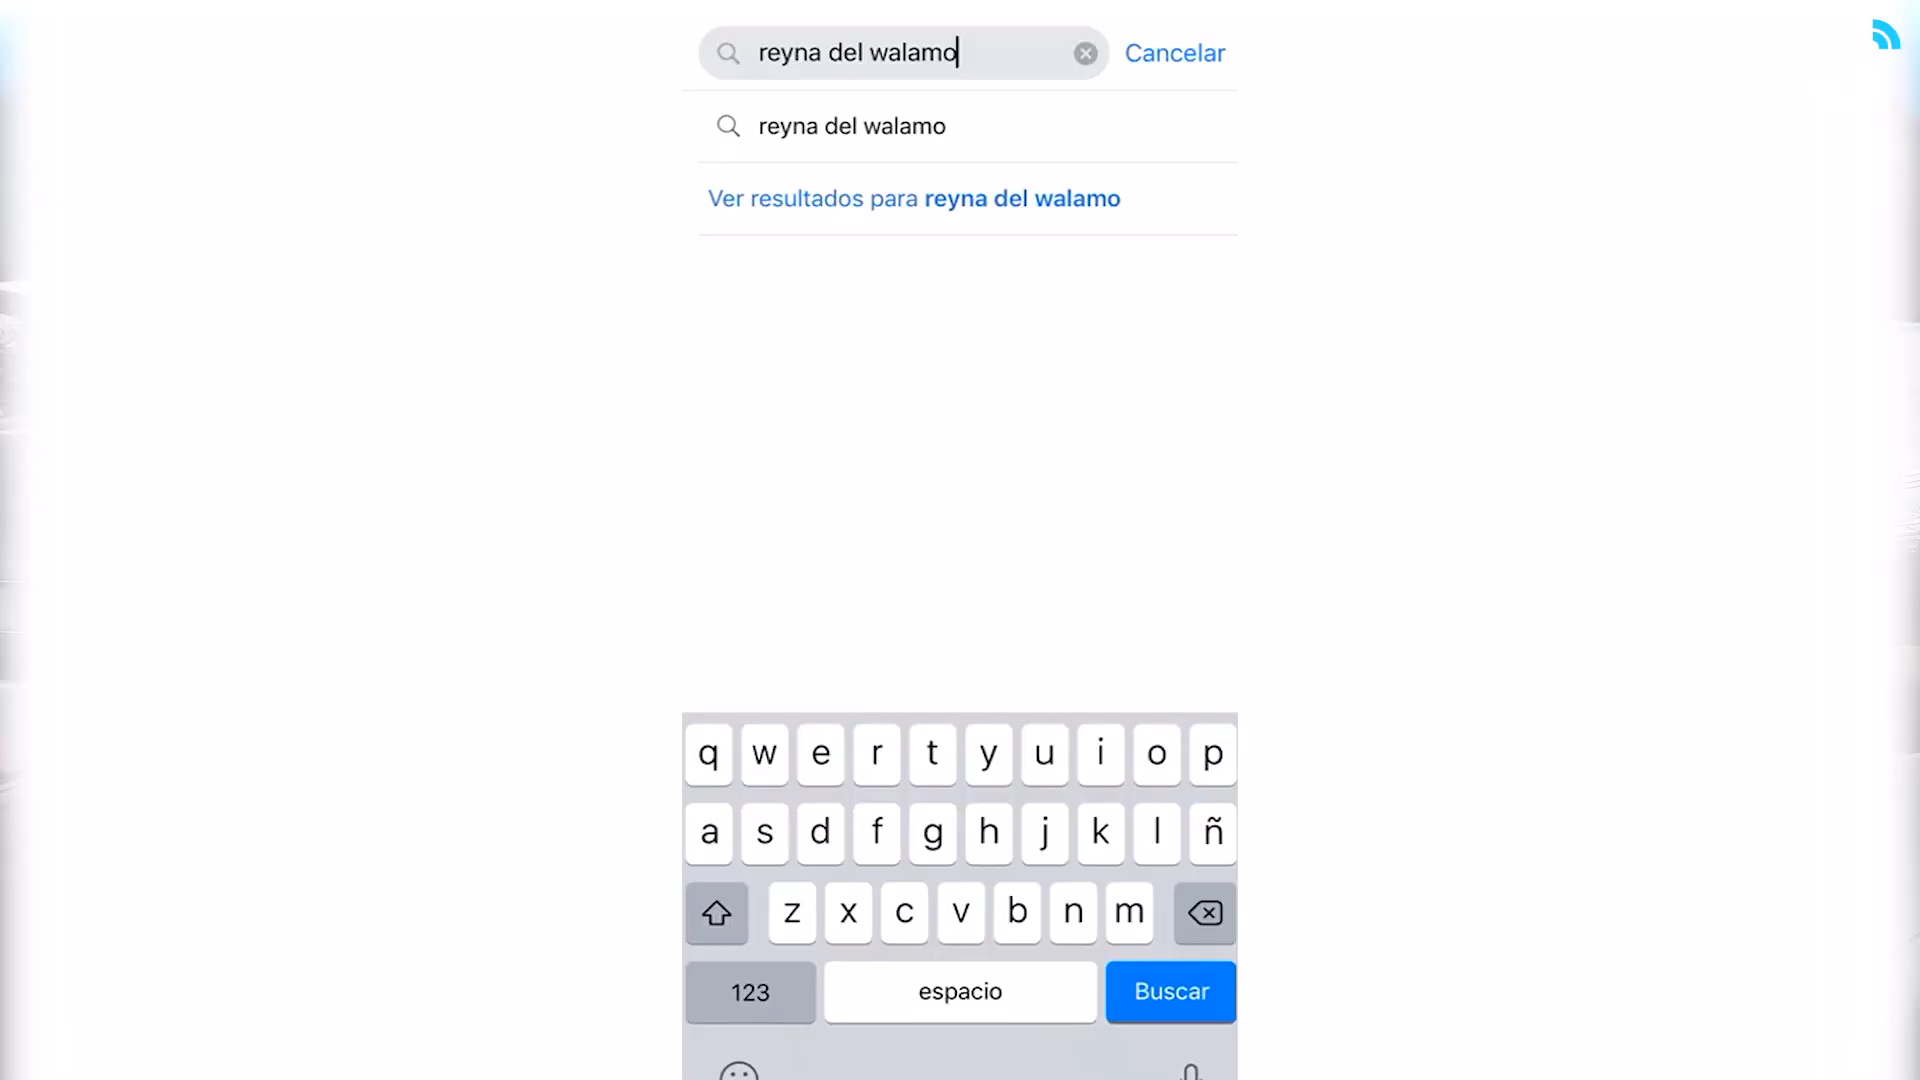 reyna del walamo
Cancelar
reyna del walamo
Ver resultados para reyna del walamo
q w e r t y u i o p
a s d f g h j k l ñ
z x c v b n m
123 espacio Buscar